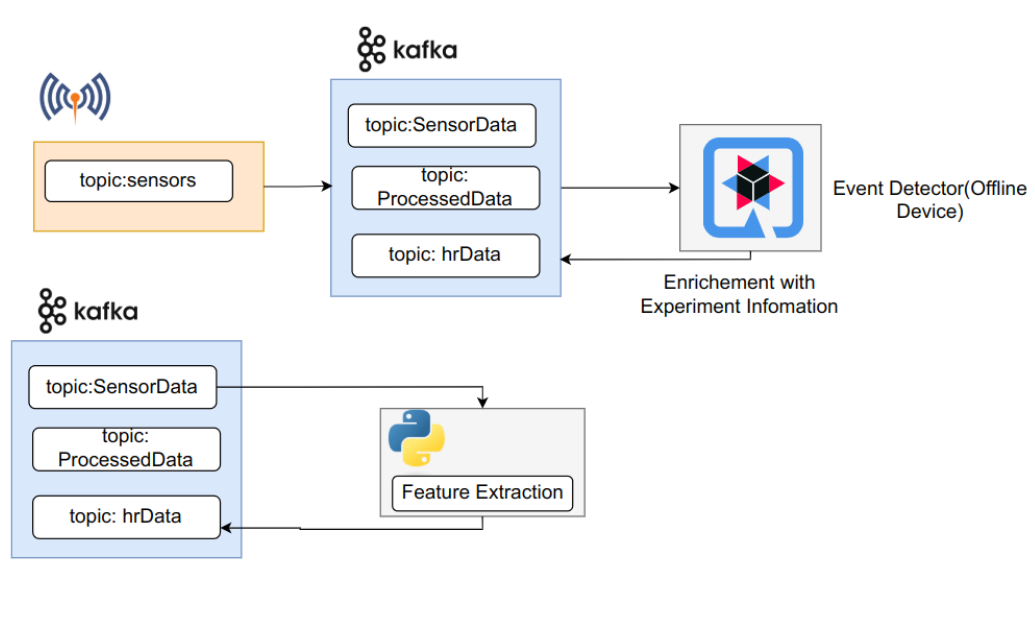 kafka
topic:SensorData
topic:sensors
topic:
ProcessedData
topic: hrData
Event Detector(Offline
Device)
Enrichement with
Experiment Infomation
kafka
topic:SensorData
topic:
ProcessedData
topic: hrData
Feature Extraction